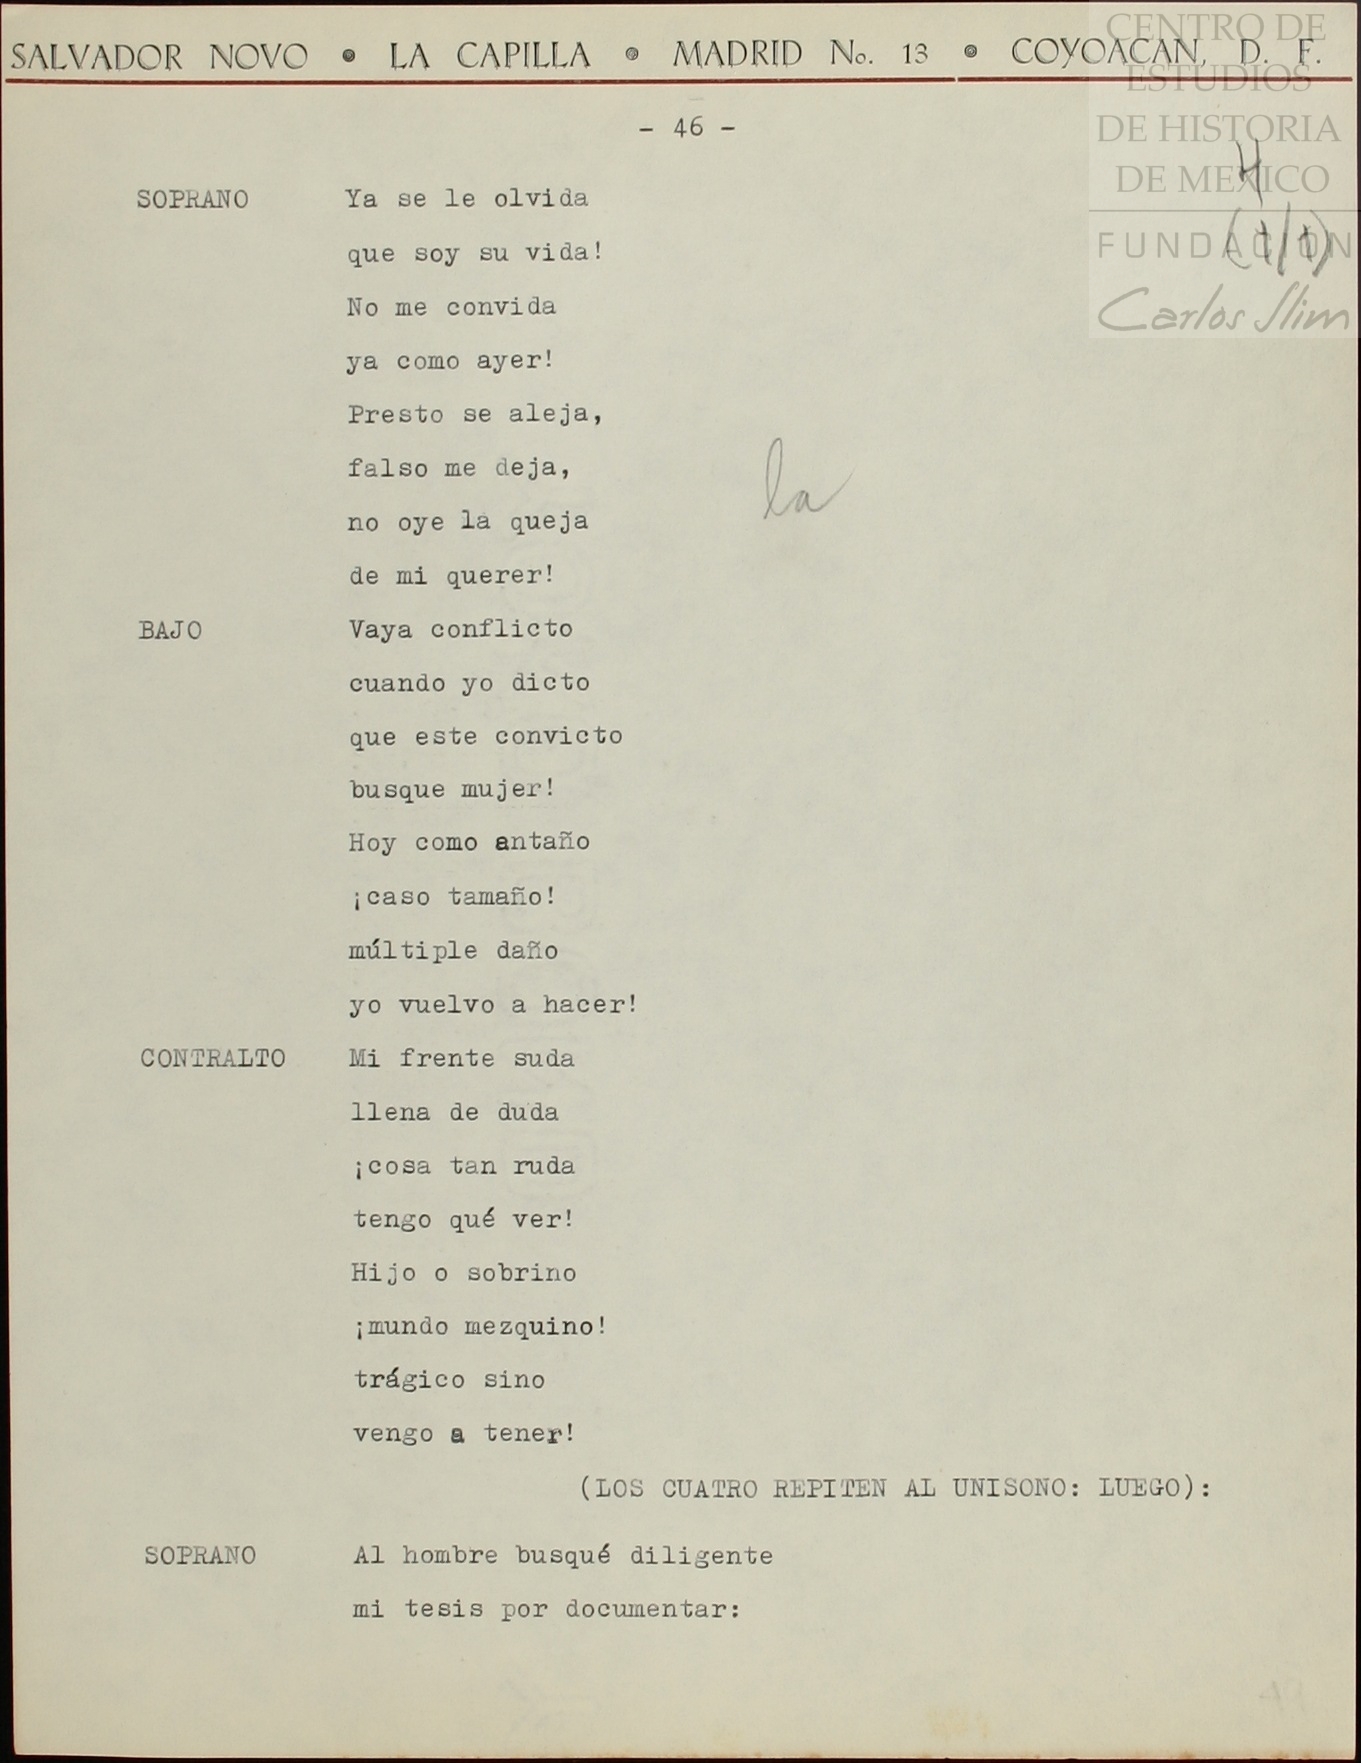 SALVADOR NOVO • LA CAPILLA • MADRID No. 13 • COYOACAN, D. F.
CENTRO DE
ESTUDIOS
DE HISTORIA
DE MEXICO
FUNDACION
Carlos Slim
- 46 -
4
SOPRANO Ya se le olvida
que soy su vida!
No me convida
ya como ayer!
Presto se aleja,
falso me deja,
la
no oye la queja
de mi querer!
BAJO Vaya conflicto
cuando yo dicto
que este convicto
busque mujer!
Hoy como antaño
¡caso tamaño!
múltiple daño
yo vuelvo a hacer!
CONTRALTO Mi frente suda
llena de duda
¡cosa tan ruda
tengo qué ver!
Hijo o sobrino
¡mundo mezquino!
trágico sino
vengo a tener!
(LOS CUATRO REPITEN AL UNISONO: LUEGO):
SOPRANO Al hombre busqué diligente
mi tesis por documentar: